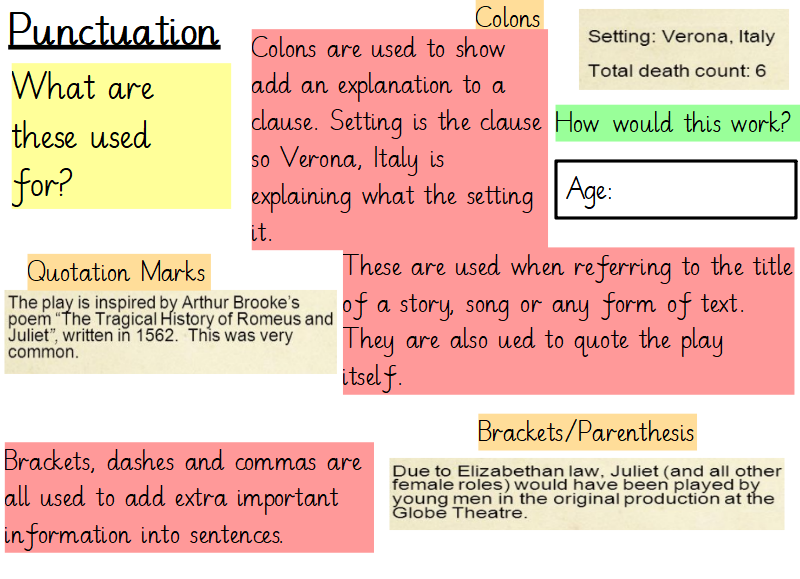 Punctuation
What are
these used
for?
Colons
Colons are used to show
add an explanation to a
clause. Setting is the clause
so Verona, Italy is
explaining what the setting
it.
Setting: Verona, Italy
Total death count: 6
How would this work?
Age:
Quotation Marks
The play is inspired by Arthur Brooke's
poem "The Tragical History of Romeus and
Juliet", written in 1562. This was very
common.
These are used when referring to the title
of a story, song or any form of text.
They are also ued to quote the play
itself.
Brackets/Parenthesis
Brackets, dashes and commas are
all used to add extra important
information into sentences.
Due to Elizabethan law, Juliet (and all other
female roles) would have been played by
young men in the original production at the
Globe Theatre.